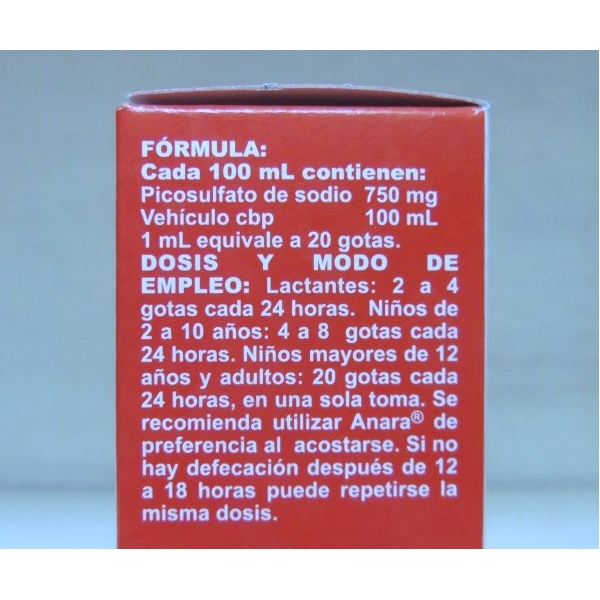 FÓRMULA:
Cada 100 mL contienen:
Picosulfato de sodio 750 mg
Vehículo cbp 100 mL
1 mL equivale a 20 gotas.
DOSIS Y MODO DE
EMPLEO: Lactantes: 2 a 4
gotas cada 24 horas. Niños de
2 a 10 años: 4 a 8 gotas cada
24 horas. Niños mayores de 12
años y adultos: 20 gotas cada
24 horas, en una sola toma. Se
recomienda utilizar Anara® de
preferencia al acostarse. Si no
hay defecación después de 12
a 18 horas puede repetirse la
misma dosis.